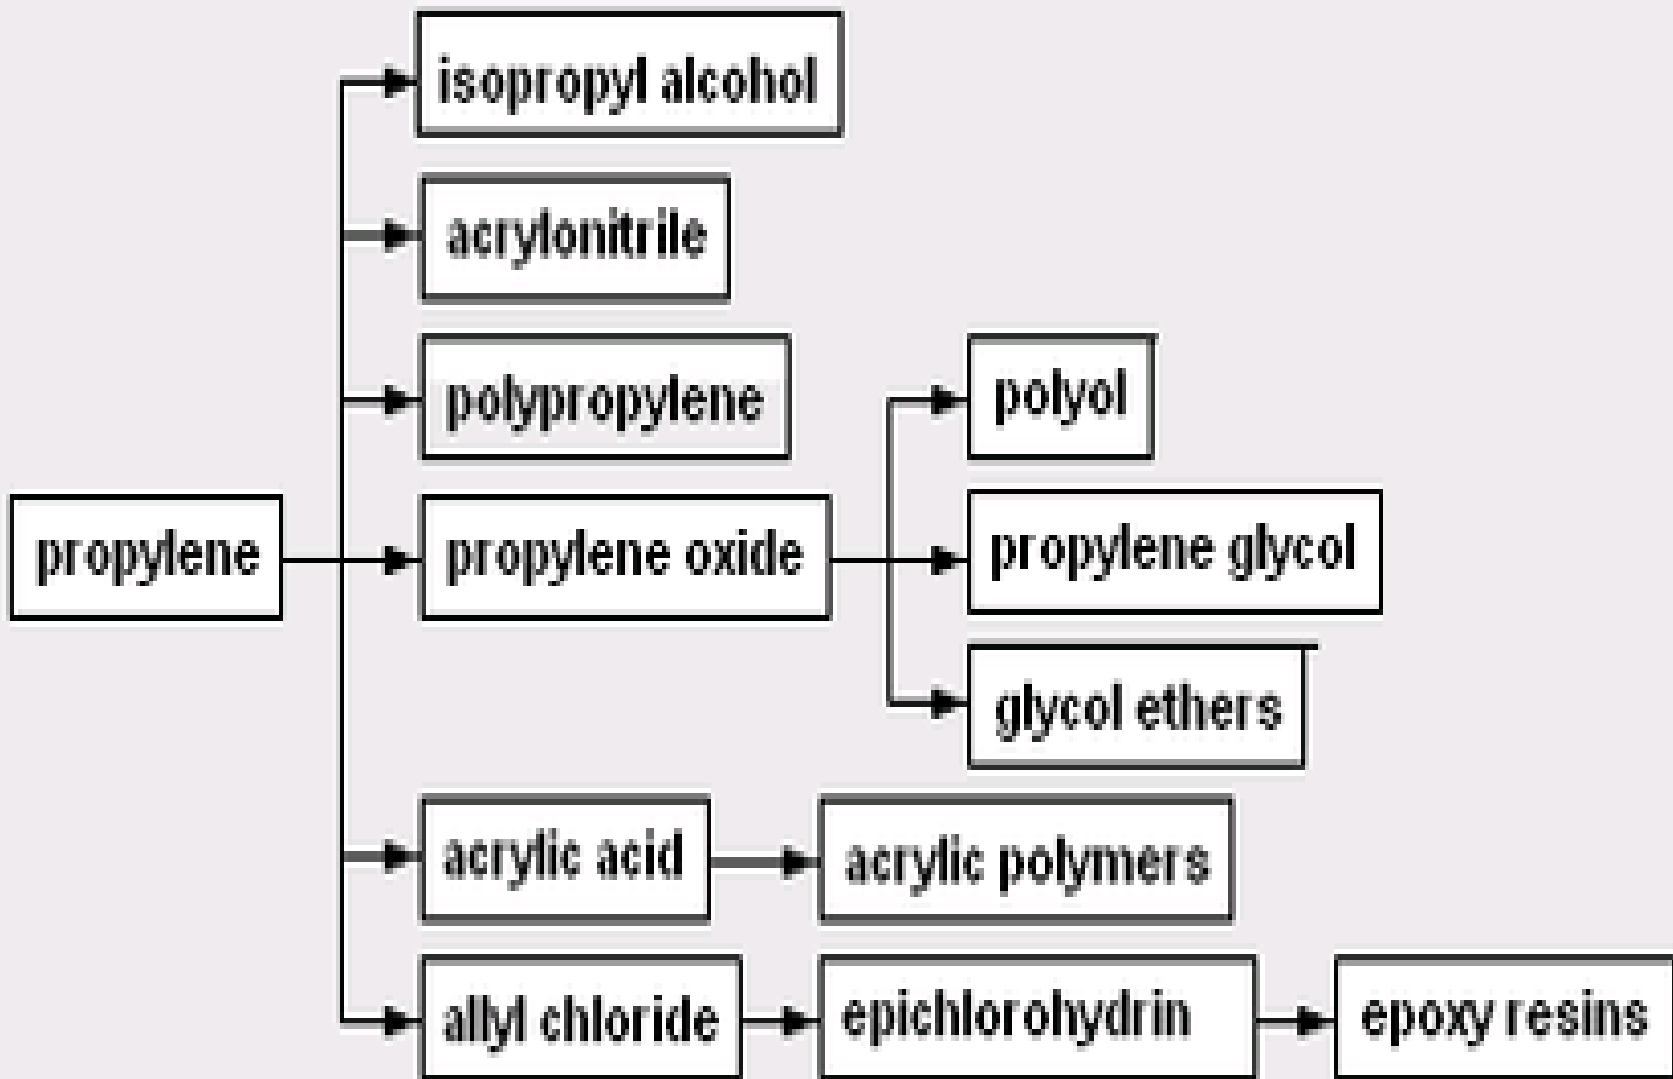 isopropyl alcohol
acrylonitrile
polypropylene
polyol
propylene
propylene oxide
propylene glycol
glycol ethers
acrylic acid
acrylic polymers
allyl chloride
epichlorohydrin
epoxy resins